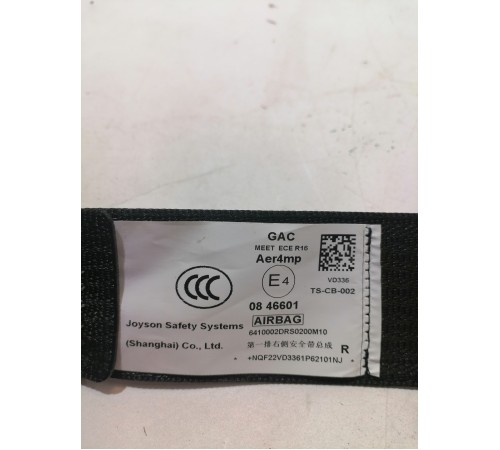 GAC
MEET ECE R16
Aer4mp
E4
VD336
TS-CB-002
08 46601
AIRBAG
CCC
Joyson Safety Systems
(Shanghai) Co., Ltd.
6410002DRS0200M10
第一排右侧安全带总成
R
+NQF22VD3361P62101NJ